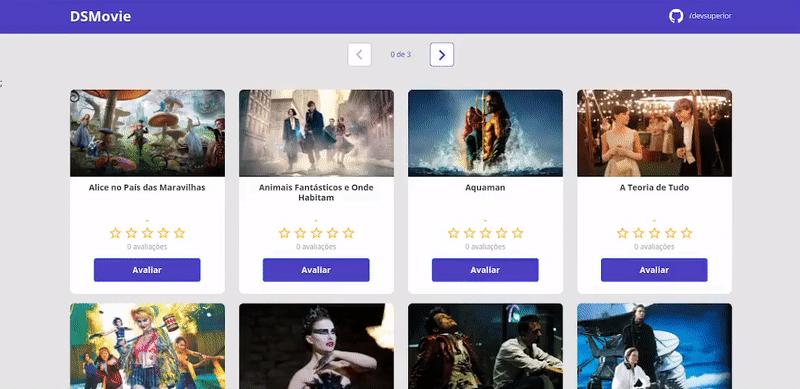 DSMovie
/devsuperior
0 de 3
;
Alice no País das Maravilhas
Animais Fantásticos e Onde
Habitam
Aquaman
A Teoria de Tudo
-
-
-
-
0 avaliações
0 avaliações
0 avaliações
0 avaliações
Avaliar
Avaliar
Avaliar
Avaliar